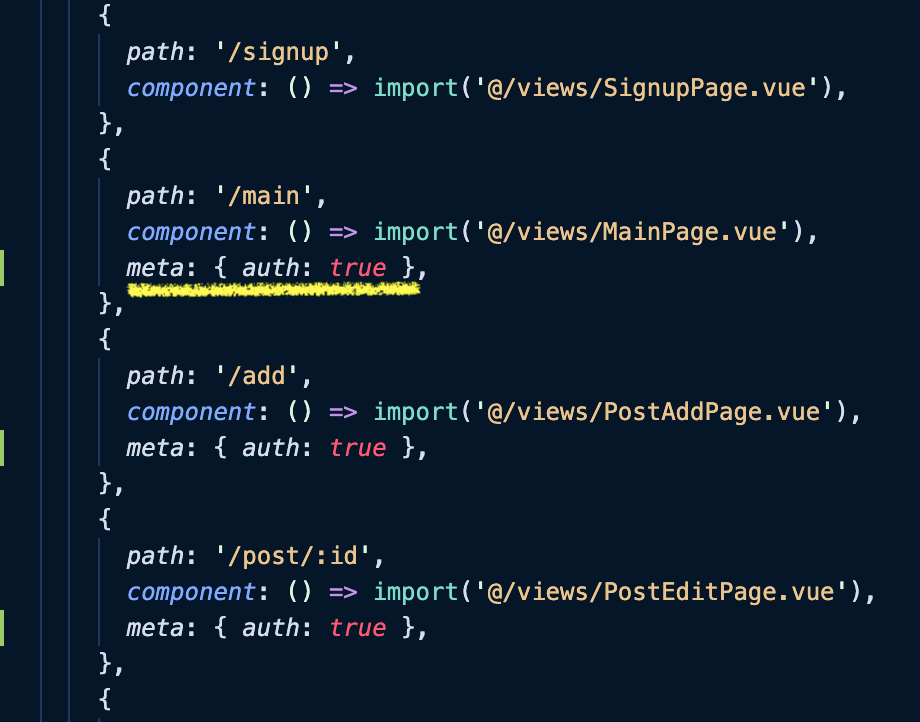 {
path: '/signup',
component: () => import('@/views/SignupPage.vue'),
},
{
path: '/main',
component: () => import('@/views/MainPage.vue'),
meta: { auth: true },
},
{
path: '/add',
component: () => import('@/views/PostAddPage.vue'),
meta: { auth: true },
},
{
path: '/post/:id',
component: () => import('@/views/PostEditPage.vue'),
meta: { auth: true },
},
{